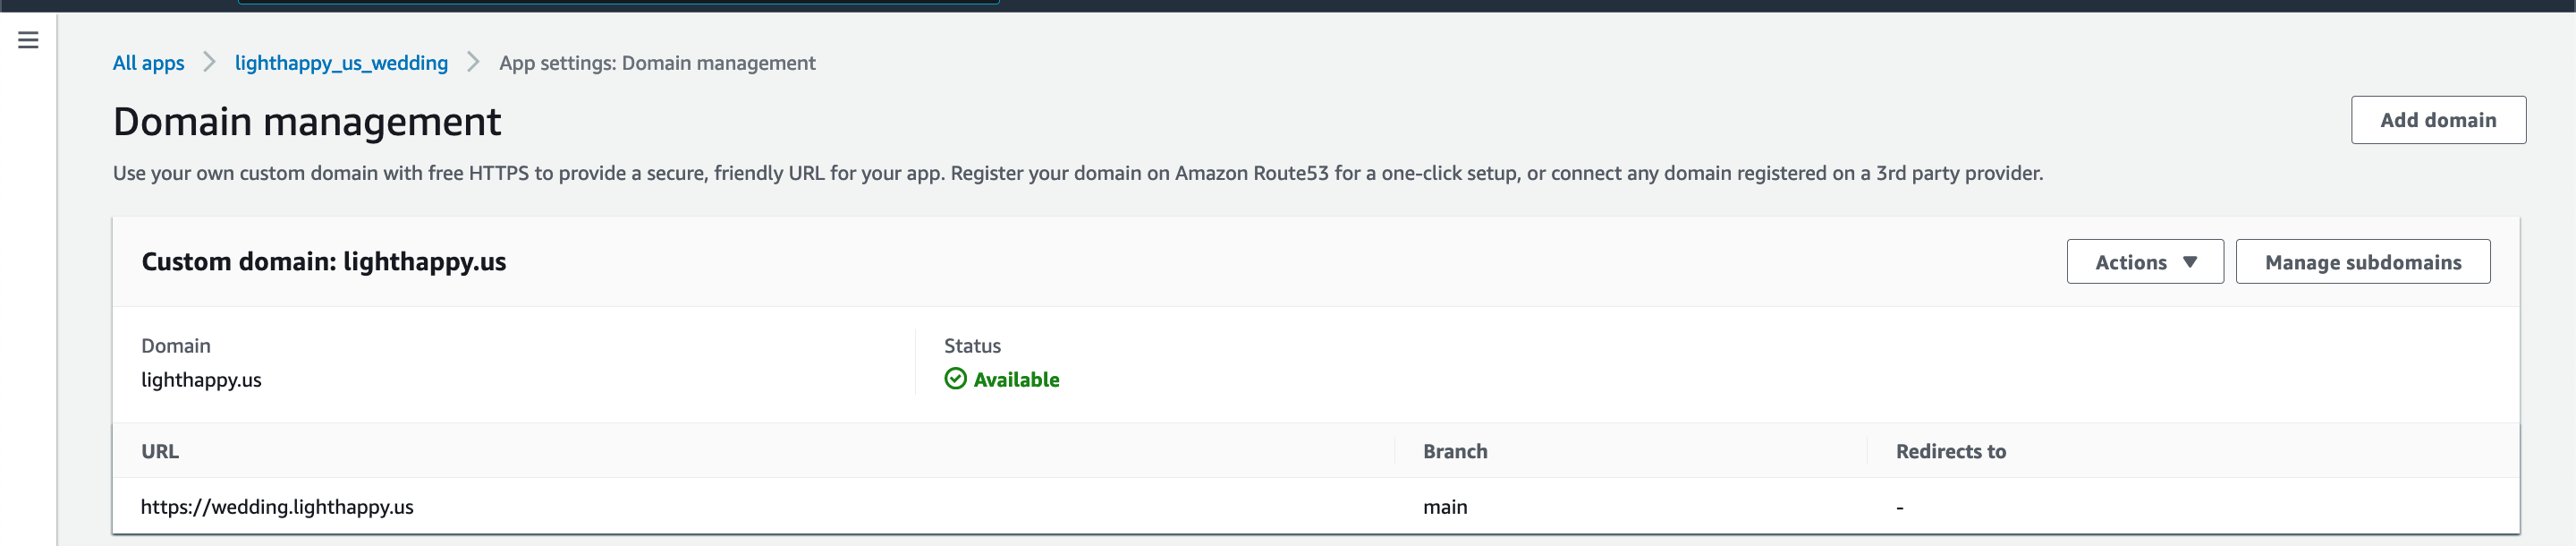 All apps > lighthappy_us_wedding > App settings: Domain management
Domain management
Add domain
Use your own custom domain with free HTTPS to provide a secure, friendly URL for your app. Register your domain on Amazon Route53 for a one-click setup, or connect any domain registered on a 3rd party provider.
Custom domain: lighthappy.us
Actions
Manage subdomains
Domain
lighthappy.us
Status
Available
URL Branch Redirects to
https://wedding.lighthappy.us main -